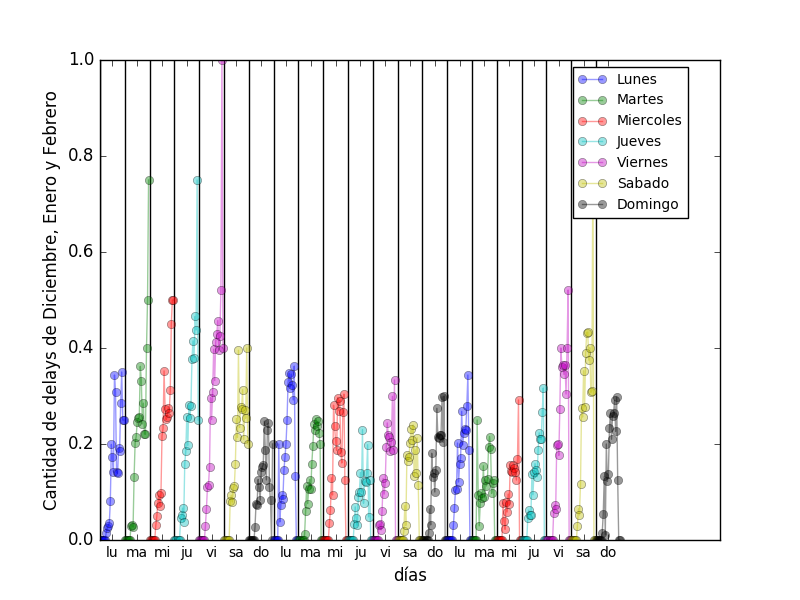 Cantidad de delays de Diciembre, Enero y Febrero
1.0
0.8
0.6
0.4
0.2
0.0
Lunes
Martes
Miercoles
Jueves
Viernes
Sabado
Domingo
lu ma mi ju vi sa do lu ma mi ju vi sa do lu ma mi ju vi sa do
días